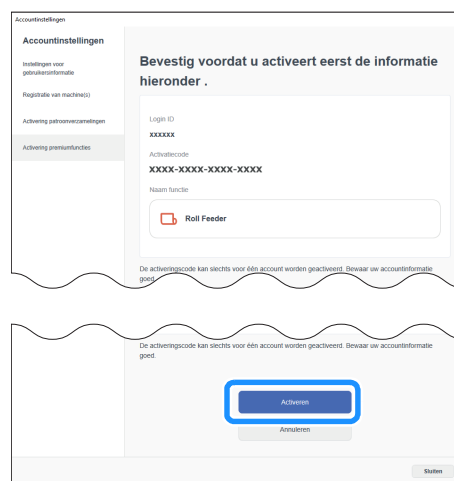 Accountinstellingen
Accountinstellingen
Instellingen voor
gebruikersinformatie
Registratie van machine(s)
Activering patroonverzamelingen
Activering premiumfuncties
Bevestig voordat u activeert eerst de informatie
hieronder .
Login ID
xxxxxx
Activatiecode
xxxx-xxxx-xxxx-xxxx
Naam functie
Roll Feeder
De activeringscode kan slechts voor één account worden geactiveerd. Bewaar uw accountinformatie
goed.
De activeringscode kan slechts voor één account worden geactiveerd. Bewaar uw accountinformatie
goed.
Activeren
Annuleren
Sluiten